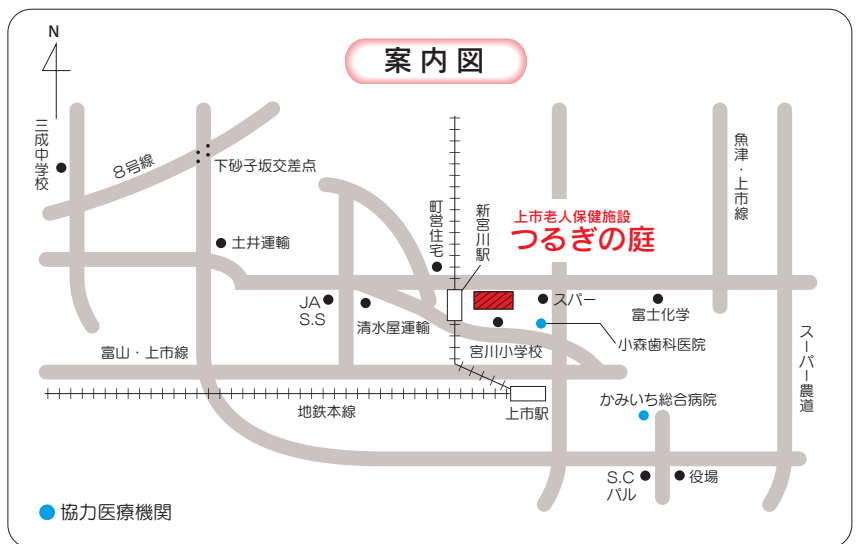 N
案内図
三成中学校
8号線
下砂子坂交差点
土井運輸
町営住宅
新宮川駅
上市老人保健施設
つるぎの庭
魚津・上市線
JA
S.S
清水屋運輸
スパー
富士化学
宮川小学校
小森歯科医院
スーパー農道
富山・上市線
地鉄本線
上市駅
かみいち総合病院
S.C
パル
役場
協力医療機関